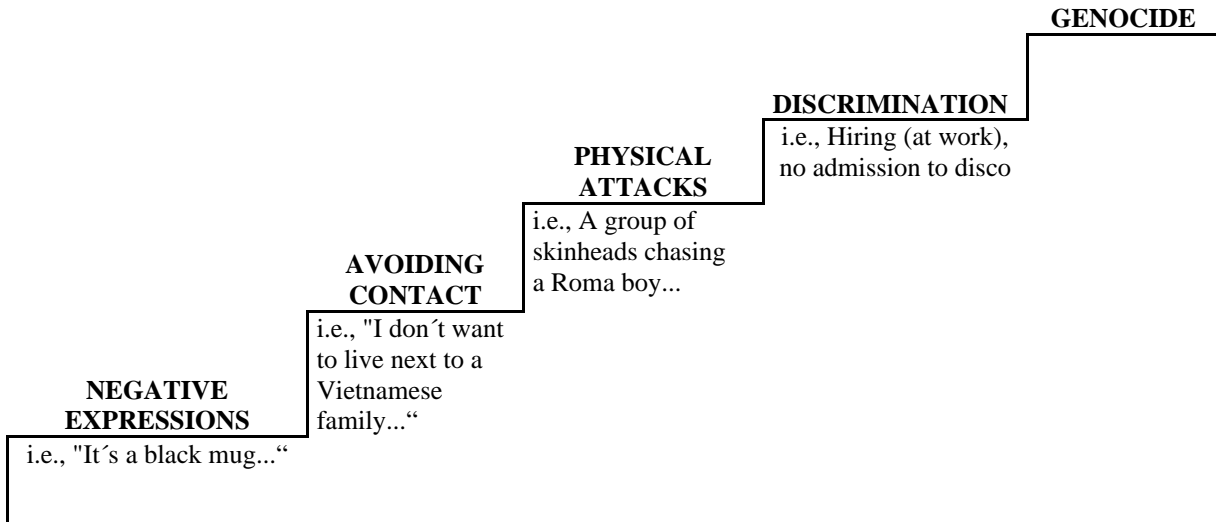 GENOCIDE
DISCRIMINATION
i.e., Hiring (at work),
no admission to disco
PHYSICAL
ATTACKS
i.e., A group of
skinheads chasing
a Roma boy...
AVOIDING
CONTACT
i.e., "I don´t want
to live next to a
Vietnamese
family...“
NEGATIVE
EXPRESSIONS
i.e., "It´s a black mug...“